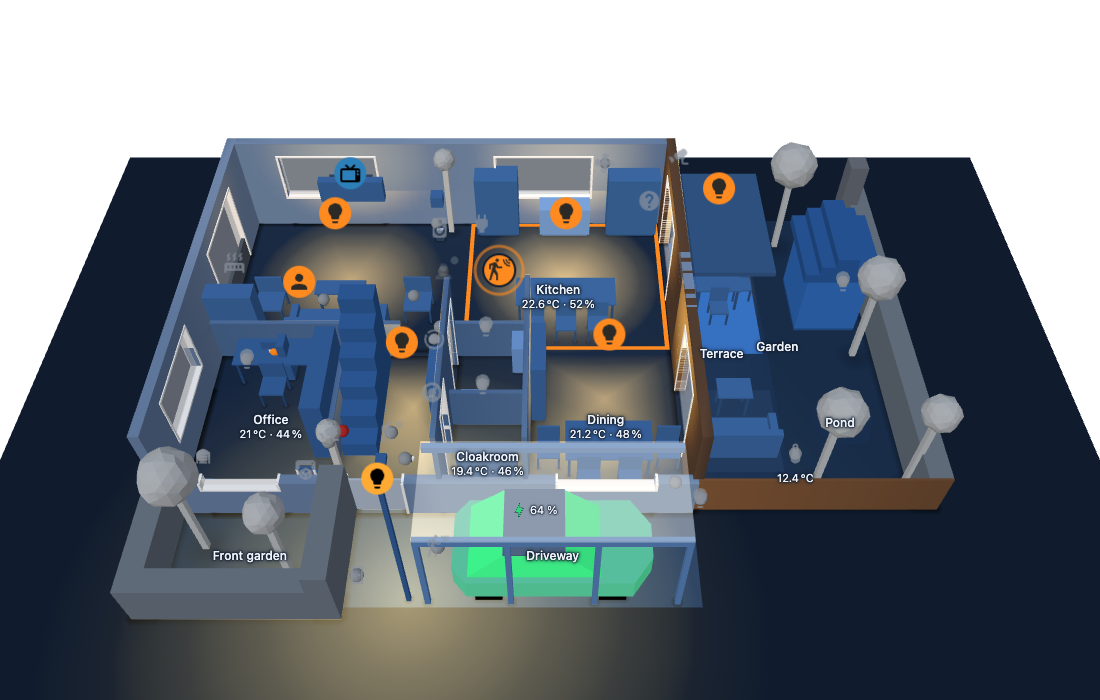 Kitchen
22.6 °C · 52 %
Garden
Terrace
Office
21 °C · 44 %
Dining
21.2 °C · 48 %
Pond
Cloakroom
19.4 °C · 46 %
12.4 °C
64 %
Front garden
Driveway
?